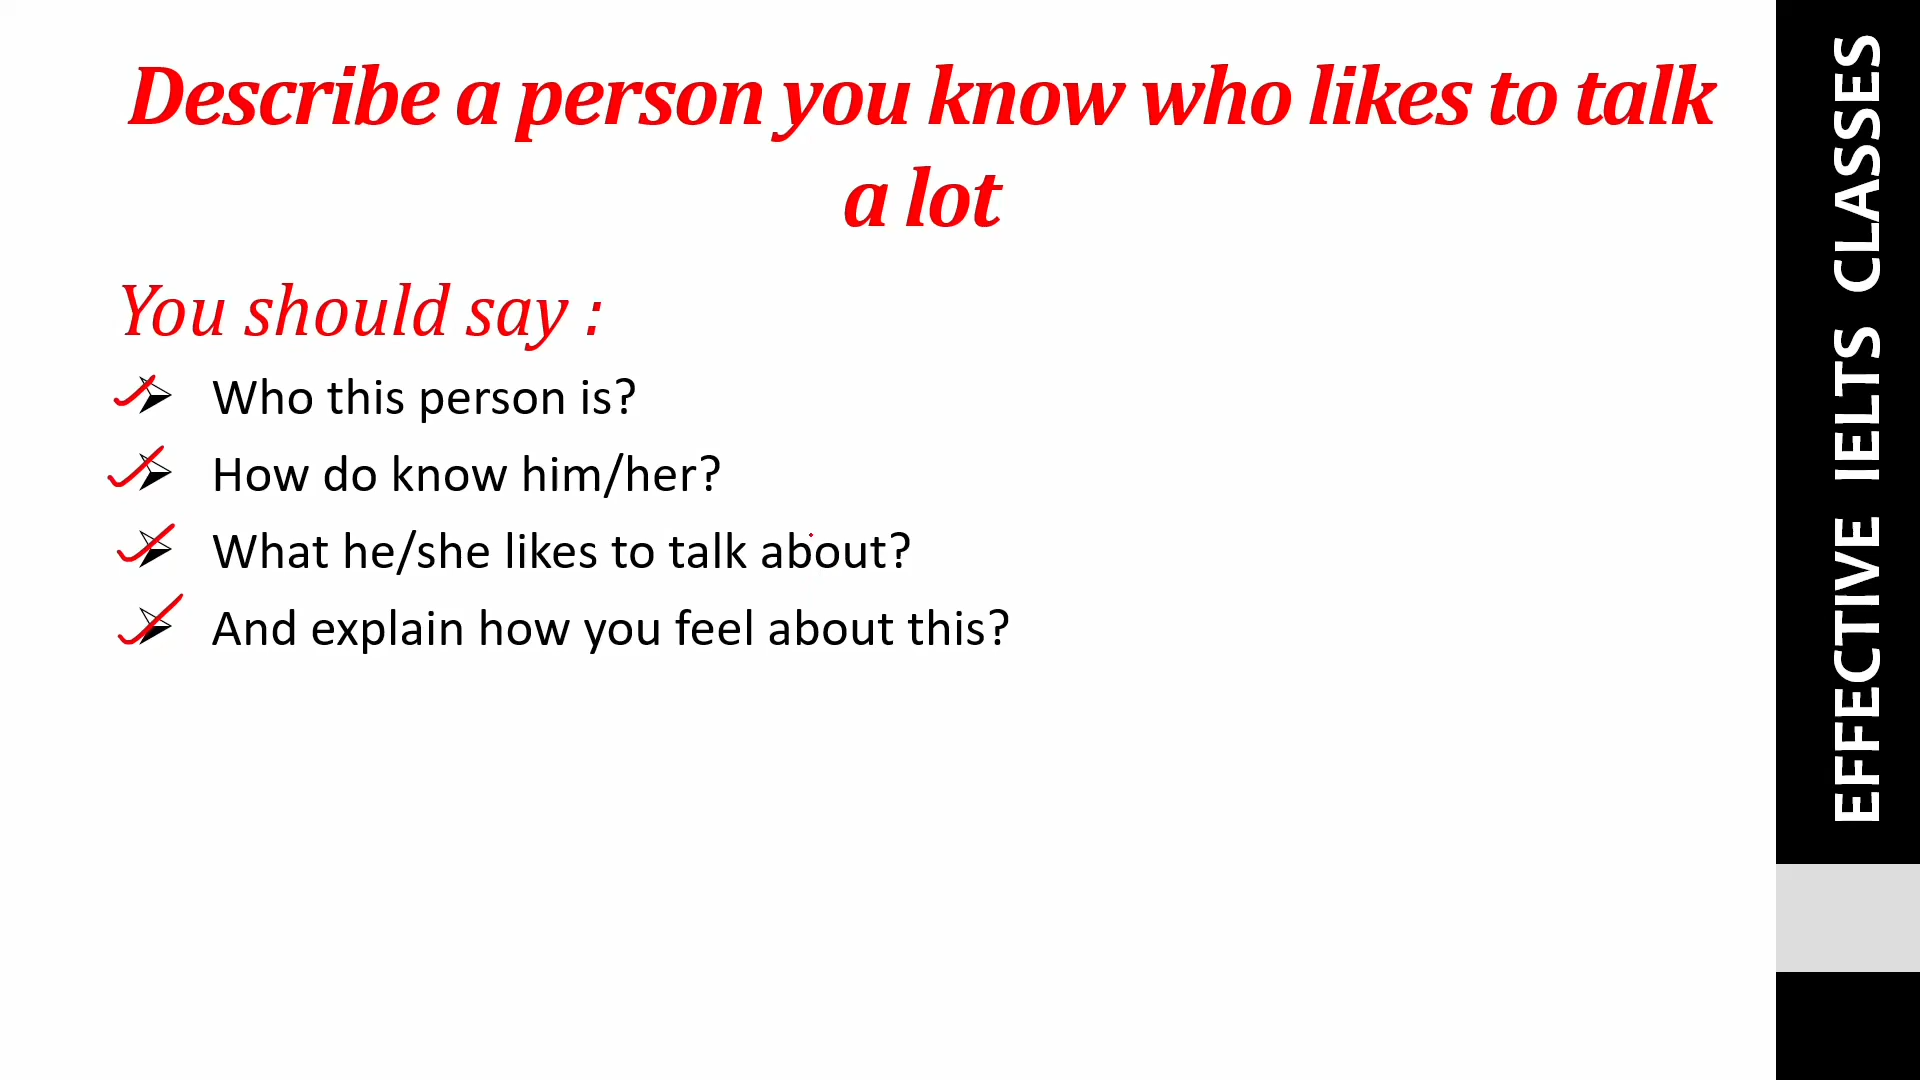 Describe a person you know who likes to talk
a lot
You should say :
Who this person is?
How do know him/her?
What he/she likes to talk about?
And explain how you feel about this?
EFFECTIVE IELTS CLASSES